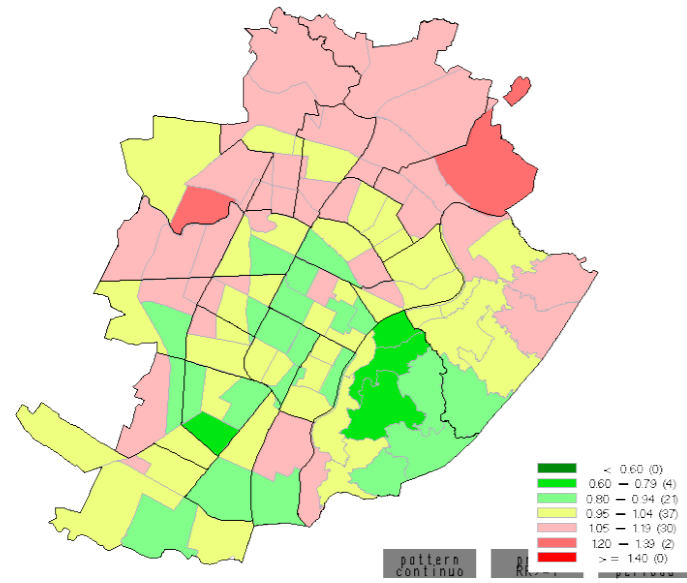 < 0.60 (0)
0.60 – 0.79 (4)
0.80 – 0.94 (21)
0.95 – 1.04 (37)
1.05 – 1.19 (30)
1.20 – 1.39 (2)
>= 1.40 (0)
pattern
continuo